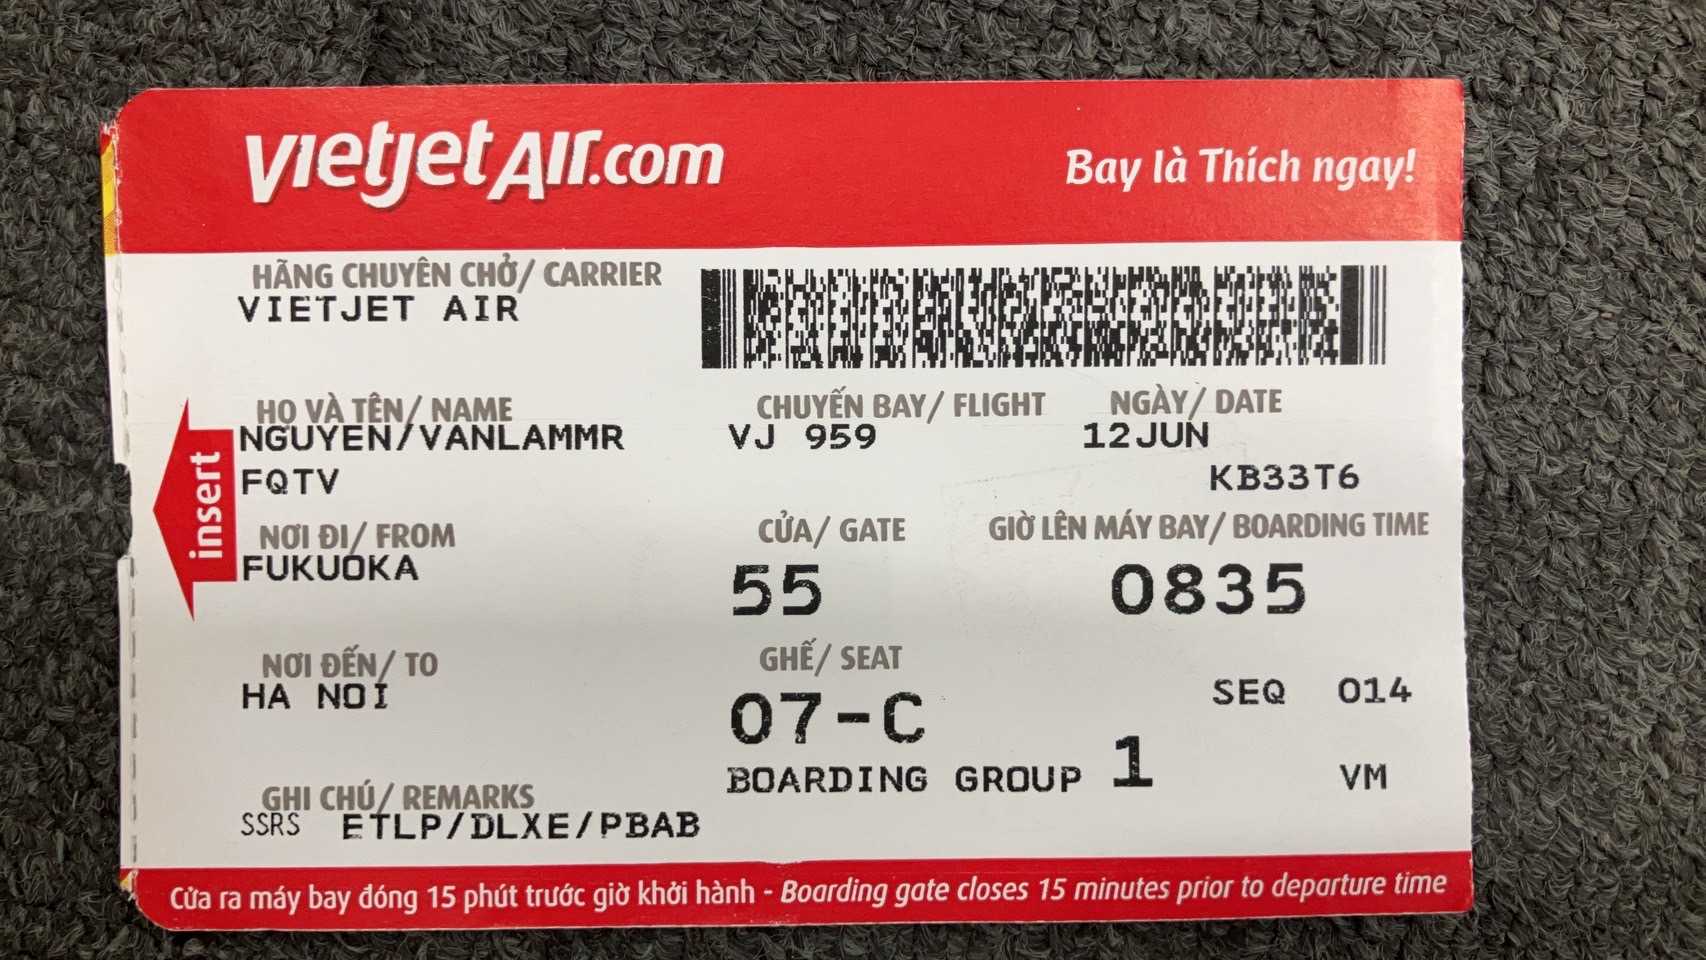 vietjet Air.com
Bay là Thích ngay!
HÃNG CHUYÊN CHỞ/ CARRIER
VIETJET AIR
HỌ VÀ TÊN/ NAME
NGUYEN/VANLAMMR
CHUYẾN BAY/ FLIGHT
VJ 959
NGÀY/ DATE
12JUN
FQTV
KB33T6
insert
NƠI ĐI/ FROM
FUKUOKA
CỬA/ GATE
55
GIỜ LÊN MÁY BAY/ BOARDING TIME
0835
NƠI ĐẾN/ TO
HA NOI
GHẾ/ SEAT
07-C
SEQ 014
BOARDING GROUP 1
VM
GHI CHÚ/ REMARKS
SSRS ETLP/DLXE/PBAB
Cửa ra máy bay đóng 15 phút trước giờ khởi hành - Boarding gate closes 15 minutes prior to departure time